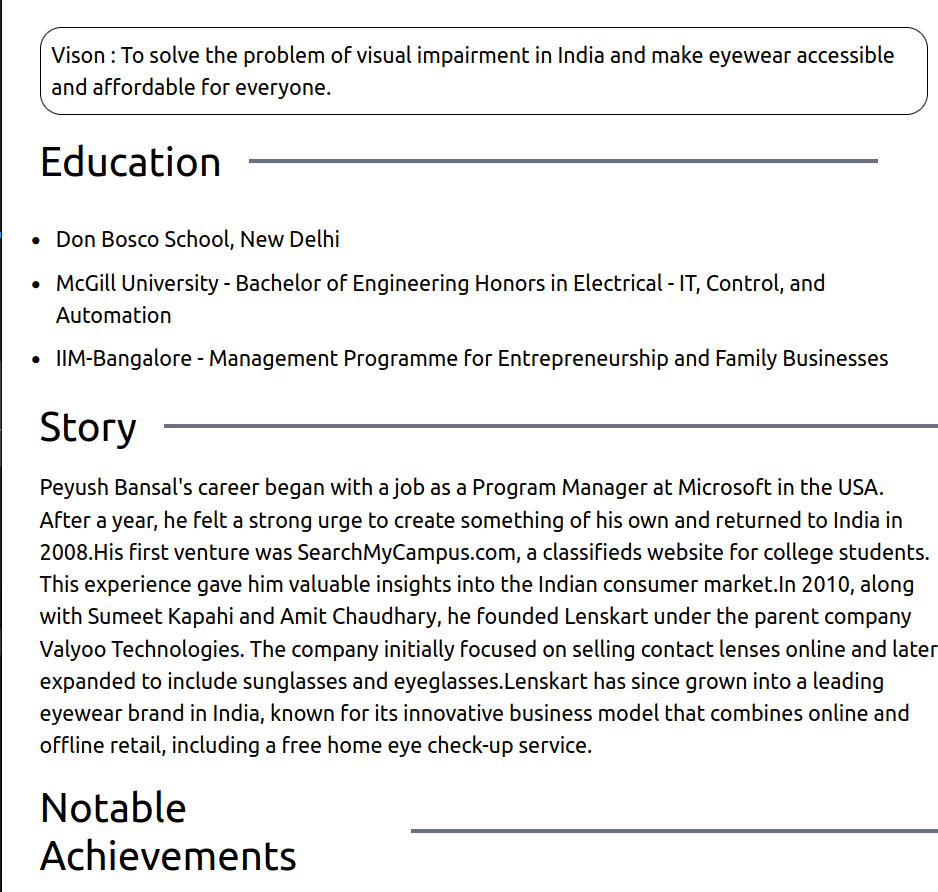 Vison : To solve the problem of visual impairment in India and make eyewear accessible
and affordable for everyone.
Education
• Don Bosco School, New Delhi
• McGill University - Bachelor of Engineering Honors in Electrical - IT, Control, and
Automation
• IIM-Bangalore - Management Programme for Entrepreneurship and Family Businesses
Story
Peyush Bansal's career began with a job as a Program Manager at Microsoft in the USA.
After a year, he felt a strong urge to create something of his own and returned to India in
2008.His first venture was SearchMyCampus.com, a classifieds website for college students.
This experience gave him valuable insights into the Indian consumer market.In 2010, along
with Sumeet Kapahi and Amit Chaudhary, he founded Lenskart under the parent company
Valyoo Technologies. The company initially focused on selling contact lenses online and later
expanded to include sunglasses and eyeglasses.Lenskart has since grown into a leading
eyewear brand in India, known for its innovative business model that combines online and
offline retail, including a free home eye check-up service.
Notable
Achievements